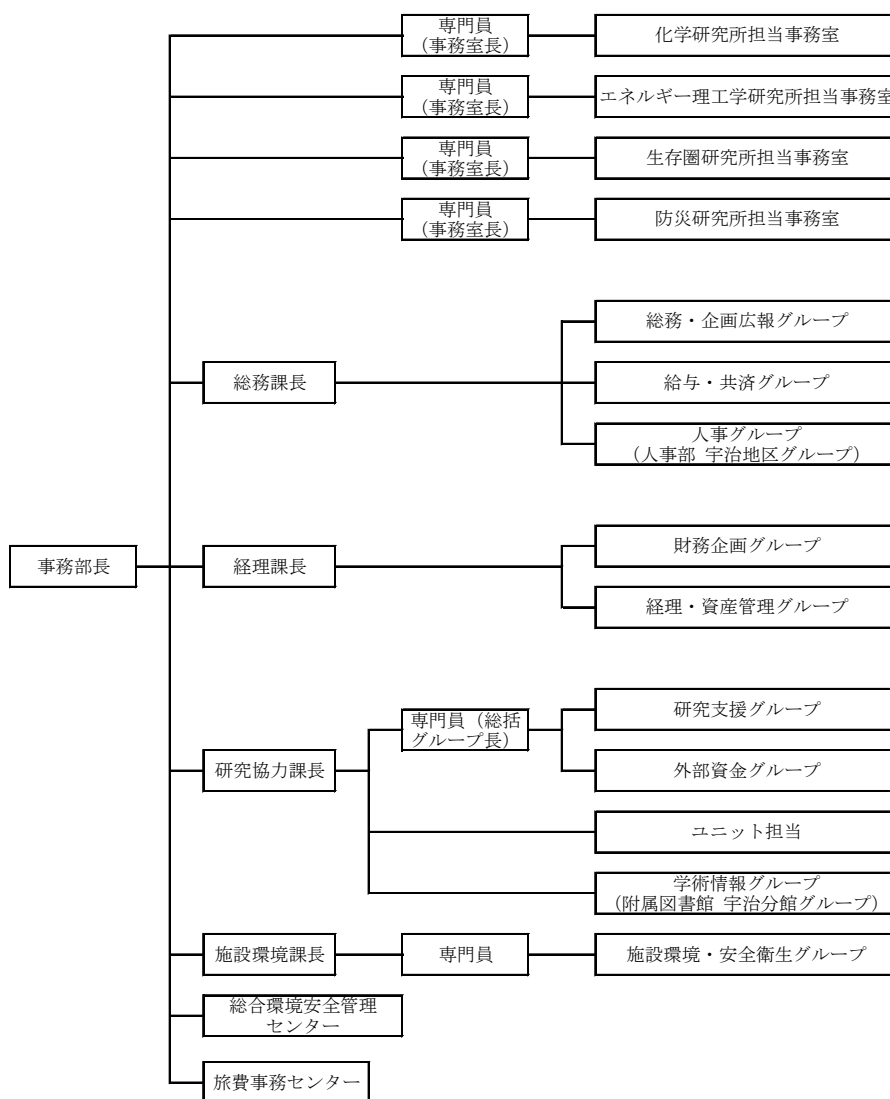 専門員
（事務室長）
化学研究所担当事務室
専門員
（事務室長）
エネルギー理工学研究所担当事務室
専門員
（事務室長）
生存圏研究所担当事務室
専門員
（事務室長）
防災研究所担当事務室
総務・企画広報グループ
総務課長
給与・共済グループ
人事グループ
（人事部 宇治地区グループ）
財務企画グループ
事務部長
経理課長
経理・資産管理グループ
専門員（総括
グループ長）
研究支援グループ
研究協力課長
外部資金グループ
ユニット担当
学術情報グループ
（附属図書館 宇治分館グループ）
施設環境課長
専門員
施設環境・安全衛生グループ
総合環境安全管理
センター
旅費事務センター